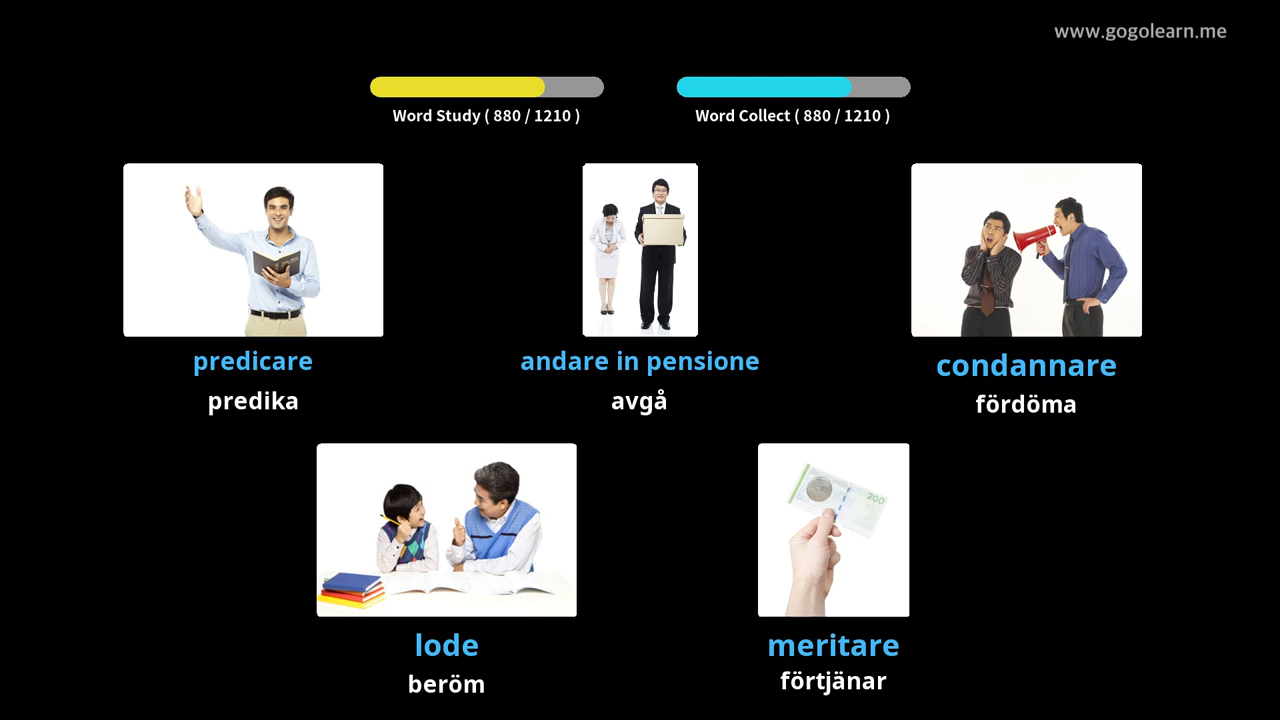 www.gogolearn.me
Word Study ( 880 / 1210 )
Word Collect ( 880 / 1210 )
predicare
predika
andare in pensione
avgå
condannare
fördöma
200
lode
beröm
meritare
förtjänar